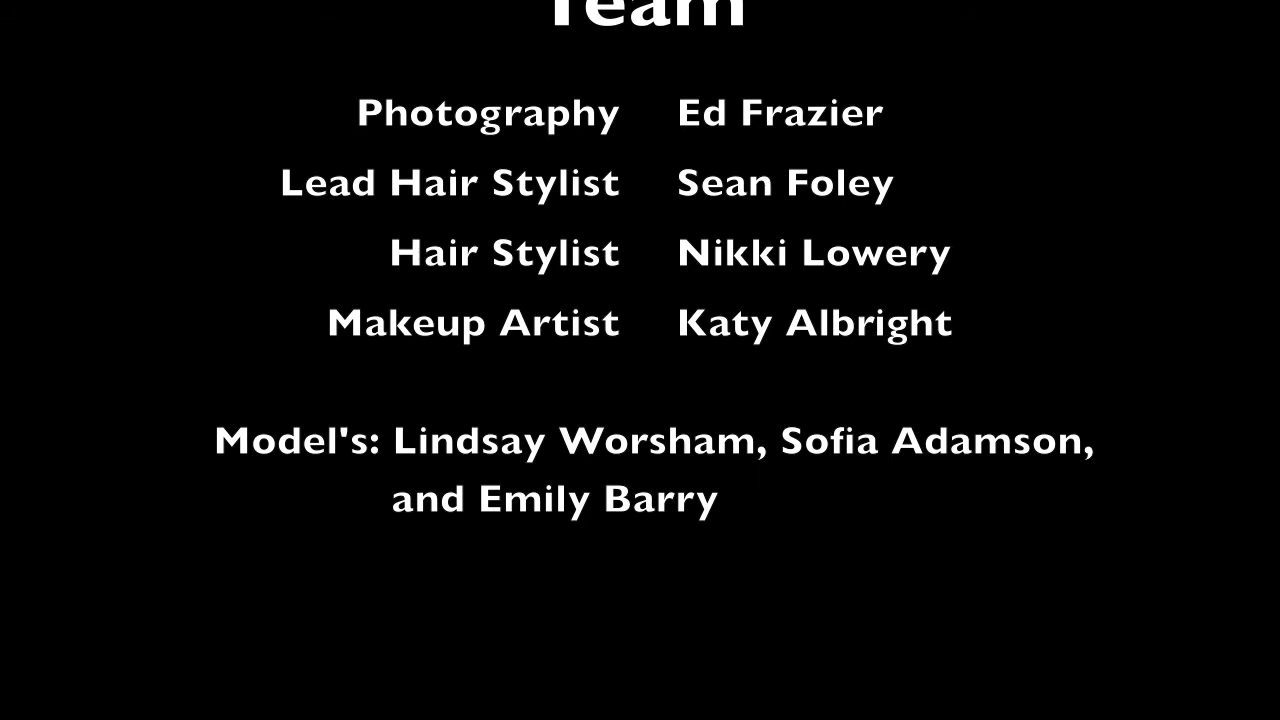 Team
Photography Ed Frazier
Lead Hair Stylist Sean Foley
Hair Stylist Nikki Lowery
Makeup Artist Katy Albright
Model's: Lindsay Worsham, Sofia Adamson,
and Emily Barry